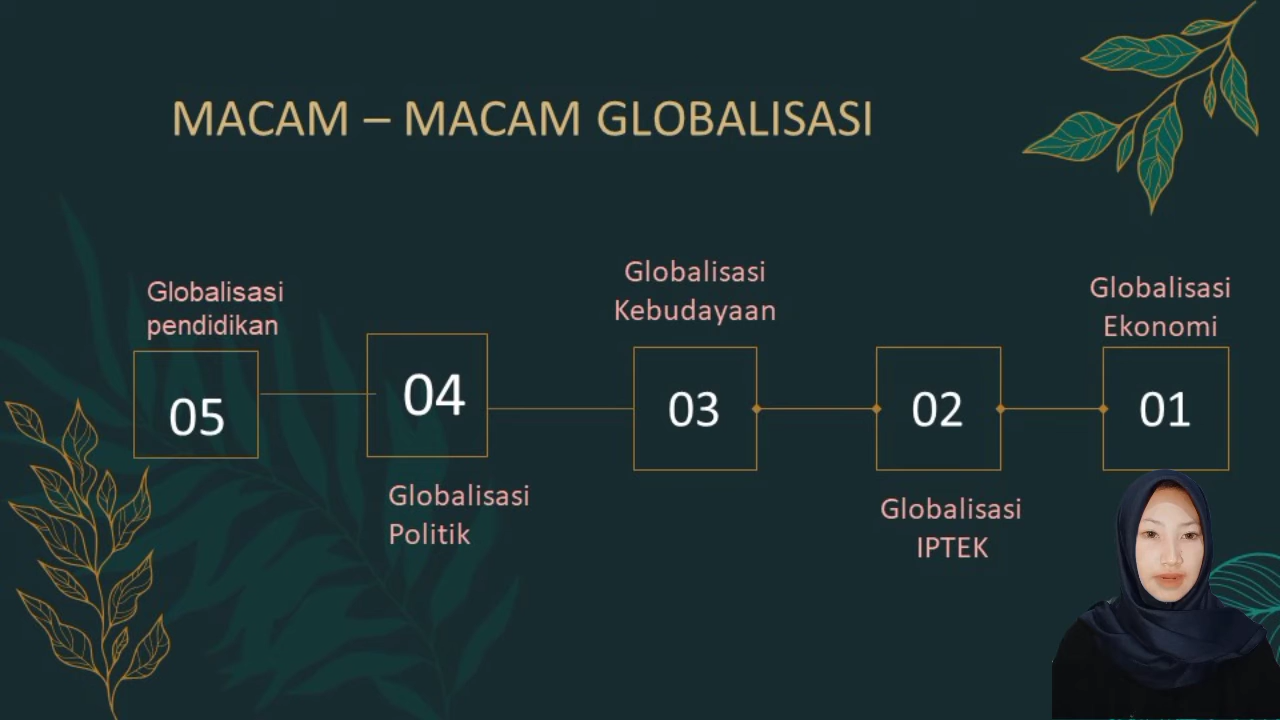 MACAM – MACAM GLOBALISASI
Globalisasi
pendidikan
05
04
Globalisasi
Politik
Globalisasi
Kebudayaan
03
02
Globalisasi
IPTEK
Globalisasi
Ekonomi
01